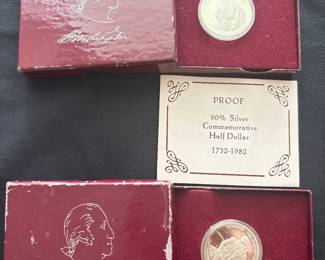 PROOF
90% Silver
Commemorative
Half Dollar
1732-1982